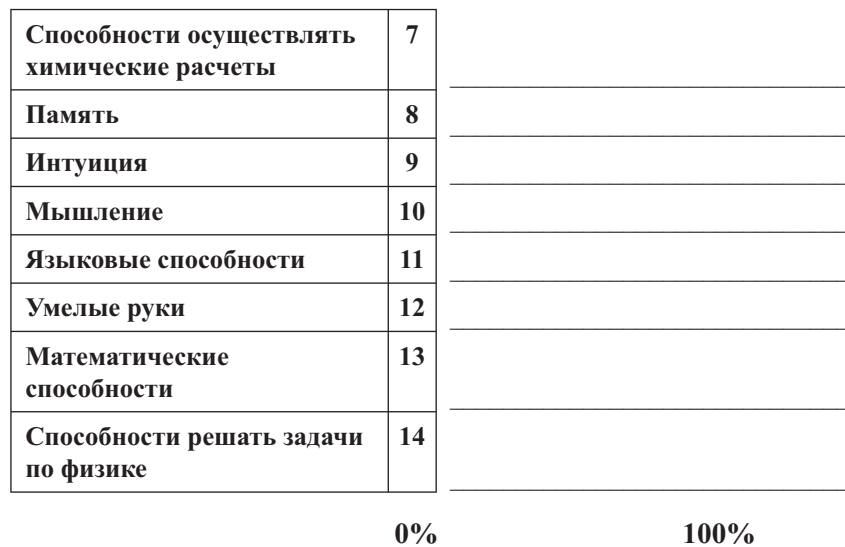 Способности осуществлять 7
химические расчеты
Память 8
Интуиция 9
Мышление 10
Языковые способности 11
Умелые руки 12
Математические 13
способности
Способности решать задачи 14
по физике
0% 100%